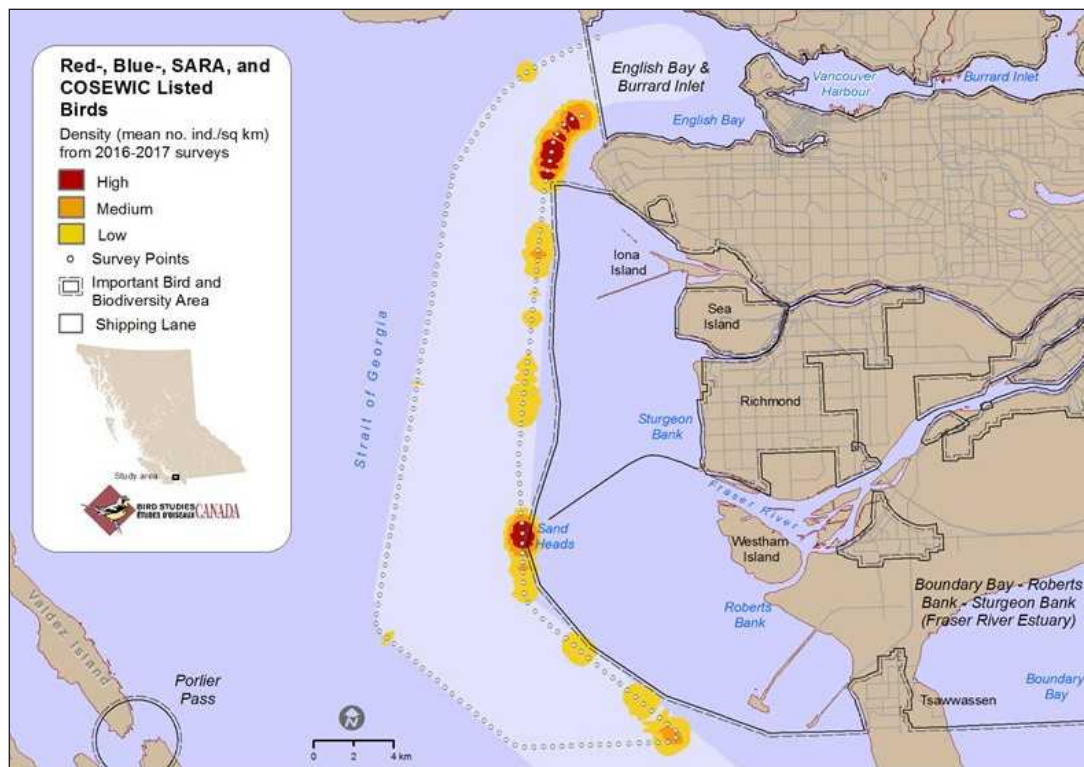 Red-, Blue-, SARA, and
COSEWIC Listed
Birds
Density (mean no. ind./sq km)
from 2016-2017 surveys
High
Medium
Low
Survey Points
Important Bird and
Biodiversity Area
Shipping Lane
Study area
BIRD STUDIES
ÉTUDES D'OISEAUX
CANADA
English Bay &
Burrard Inlet
Vancouver
Harbour
Burrard Inlet
English Bay
Iona
Island
Sea
Island
Strait of Georgia
Richmond
Sturgeon
Bank
Fraser River
Sand
Heads
Westham
Island
Boundary Bay - Roberts
Bank - Sturgeon Bank
(Fraser River Estuary)
Roberts
Bank
Valdez Island
Porlier
Pass
Tsawwassen
Boundary
Bay
N
0 2 4 km